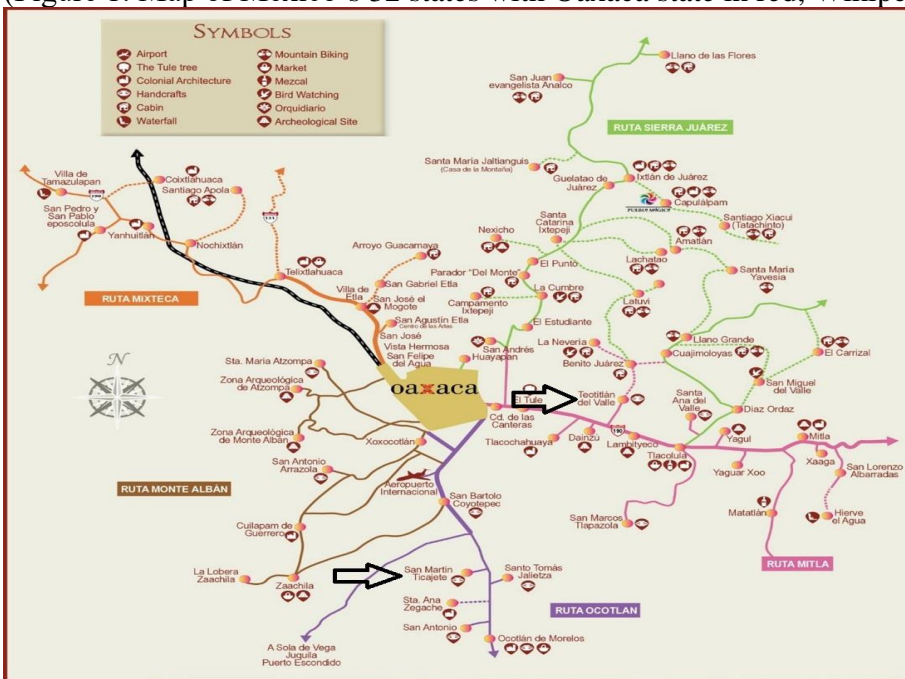 SYMBOLS
Airport
The Tule tree
Colonial Architecture
Handcrafts
Cabin
Waterfall
Mountain Biking
Market
Mezcal
Bird Watching
Orquidiario
Archeological Site
Llano de las Flores
San Juan
evangelista Analco
RUTA SIERRA JUÁREZ
Santa María Jaltianguis
(Casa de la Montaña)
Guelatao de
Juárez
Ixtlán de Juárez
Capulálpam
Santiago Xiacui
(Tatachinto)
Villa de
Tamazulapan
Coixtlahuaca
Santiago Apola
San Pedro y
San Pablo
eposcolula
Yanhuitlán
Nochixtlán
190
131
Telixtlahuaca
RUTA MIXTECA
Arroyo Guacamaya
San Gabriel Etla
Villa de
Etla
San José el
Mogote
San Agustín Etla
Centro de las Artes
San José
Vista Hermosa
San Felipe
del Agua
Nexicho
Santa
Catarina
Ixtepeji
Amatlán
Lachatao
Santa María
Yavesía
El Punto
Parador "Del Monte"
La Cumbre
Campamento
Ixtepeji
Latuvi
El Estudiante
La Nevería
Llano Grande
Cuajimoloyas
El Carrizal
San Andrés
Huayapan
Benito Juárez
San Miguel
del Valle
N
Sta. Maria Atzompa
Zona Arqueológica
de Atzompa
Zona Arqueológica
de Monte Albán
San Antonio
Arrazola
RUTA MONTE ALBÁN
Cuilapam de
Guerrero
La Lobera
Zaachila
Zaachila
oaxaca
El Tule
Teotitlán
del Valle
Santa
Ana del
Valle
Díaz Ordaz
Cd. de las
Canteras
Tlacochahuaya
Dainzú
190
Lambityeco
Tlacolula
Yagul
Mitla
Yaguar Xoo
Xaaga
San Lorenzo
Albarradas
San Marcos
Tlapazola
Matatlán
Hierve
el Agua
RUTA MITLA
Xoxocotlán
Aeropuerto
Internacional
San Bartolo
Coyotepec
San Martín
Ticajete
Santo Tomás
Jalietza
Sta. Ana
Zegache
RUTA OCOTLAN
San Antonio
Ocotlán de Morelos
A Sola de Vega
Juquila
Puerto Escondido